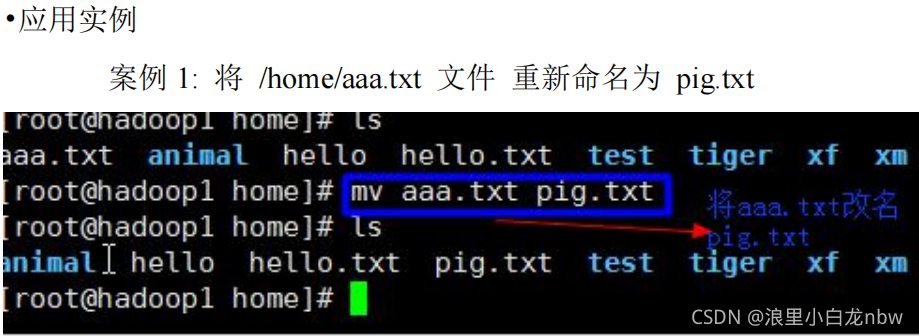 •应用实例
案例 1: 将 /home/aaa.txt 文件 重新命名为 pig.txt
[root@hadoop1 home]# ls
aaa.txt animal hello hello.txt test tiger xf xm
[root@hadoop1 home]# mv aaa.txt pig.txt
将aaa.txt改名
[root@hadoop1 home]# ls
pig.txt
animal hello hello.txt pig.txt test tiger xf xm
[root@hadoop1 home]#
CSDN @浪里小白龙nbw